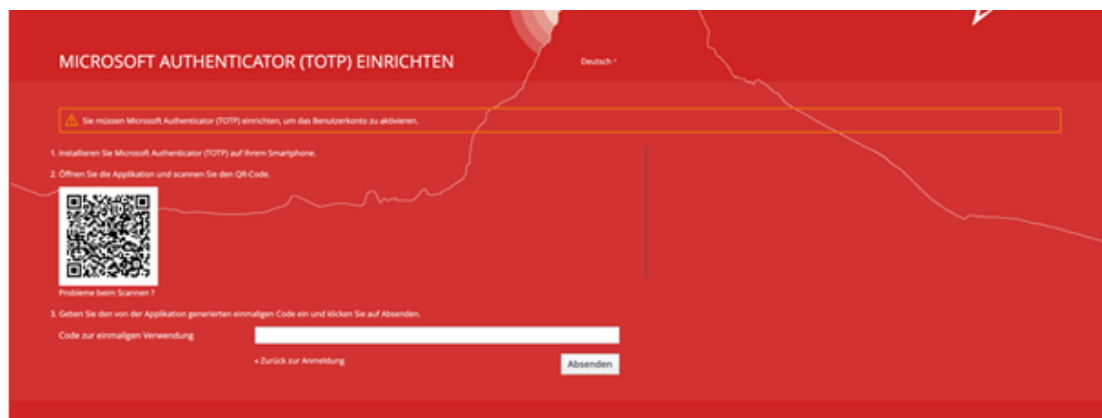 MICROSOFT AUTHENTICATOR (TOTP) EINRICHTEN
Deutsch
Sie müssen Microsoft Authenticator (TOTP) einrichten, um das Benutzerkonto zu aktivieren.
1. Installieren Sie Microsoft Authenticator (TOTP) auf Ihrem Smartphone.
2. Öffnen Sie die Applikation und scannen Sie den QR-Code.
Probleme beim Scannen ?
3. Geben Sie den von der Applikation generierten einmaligen Code ein und klicken Sie auf Absenden.
Code zur einmaligen Verwendung
« Zurück zur Anmeldung
Absenden